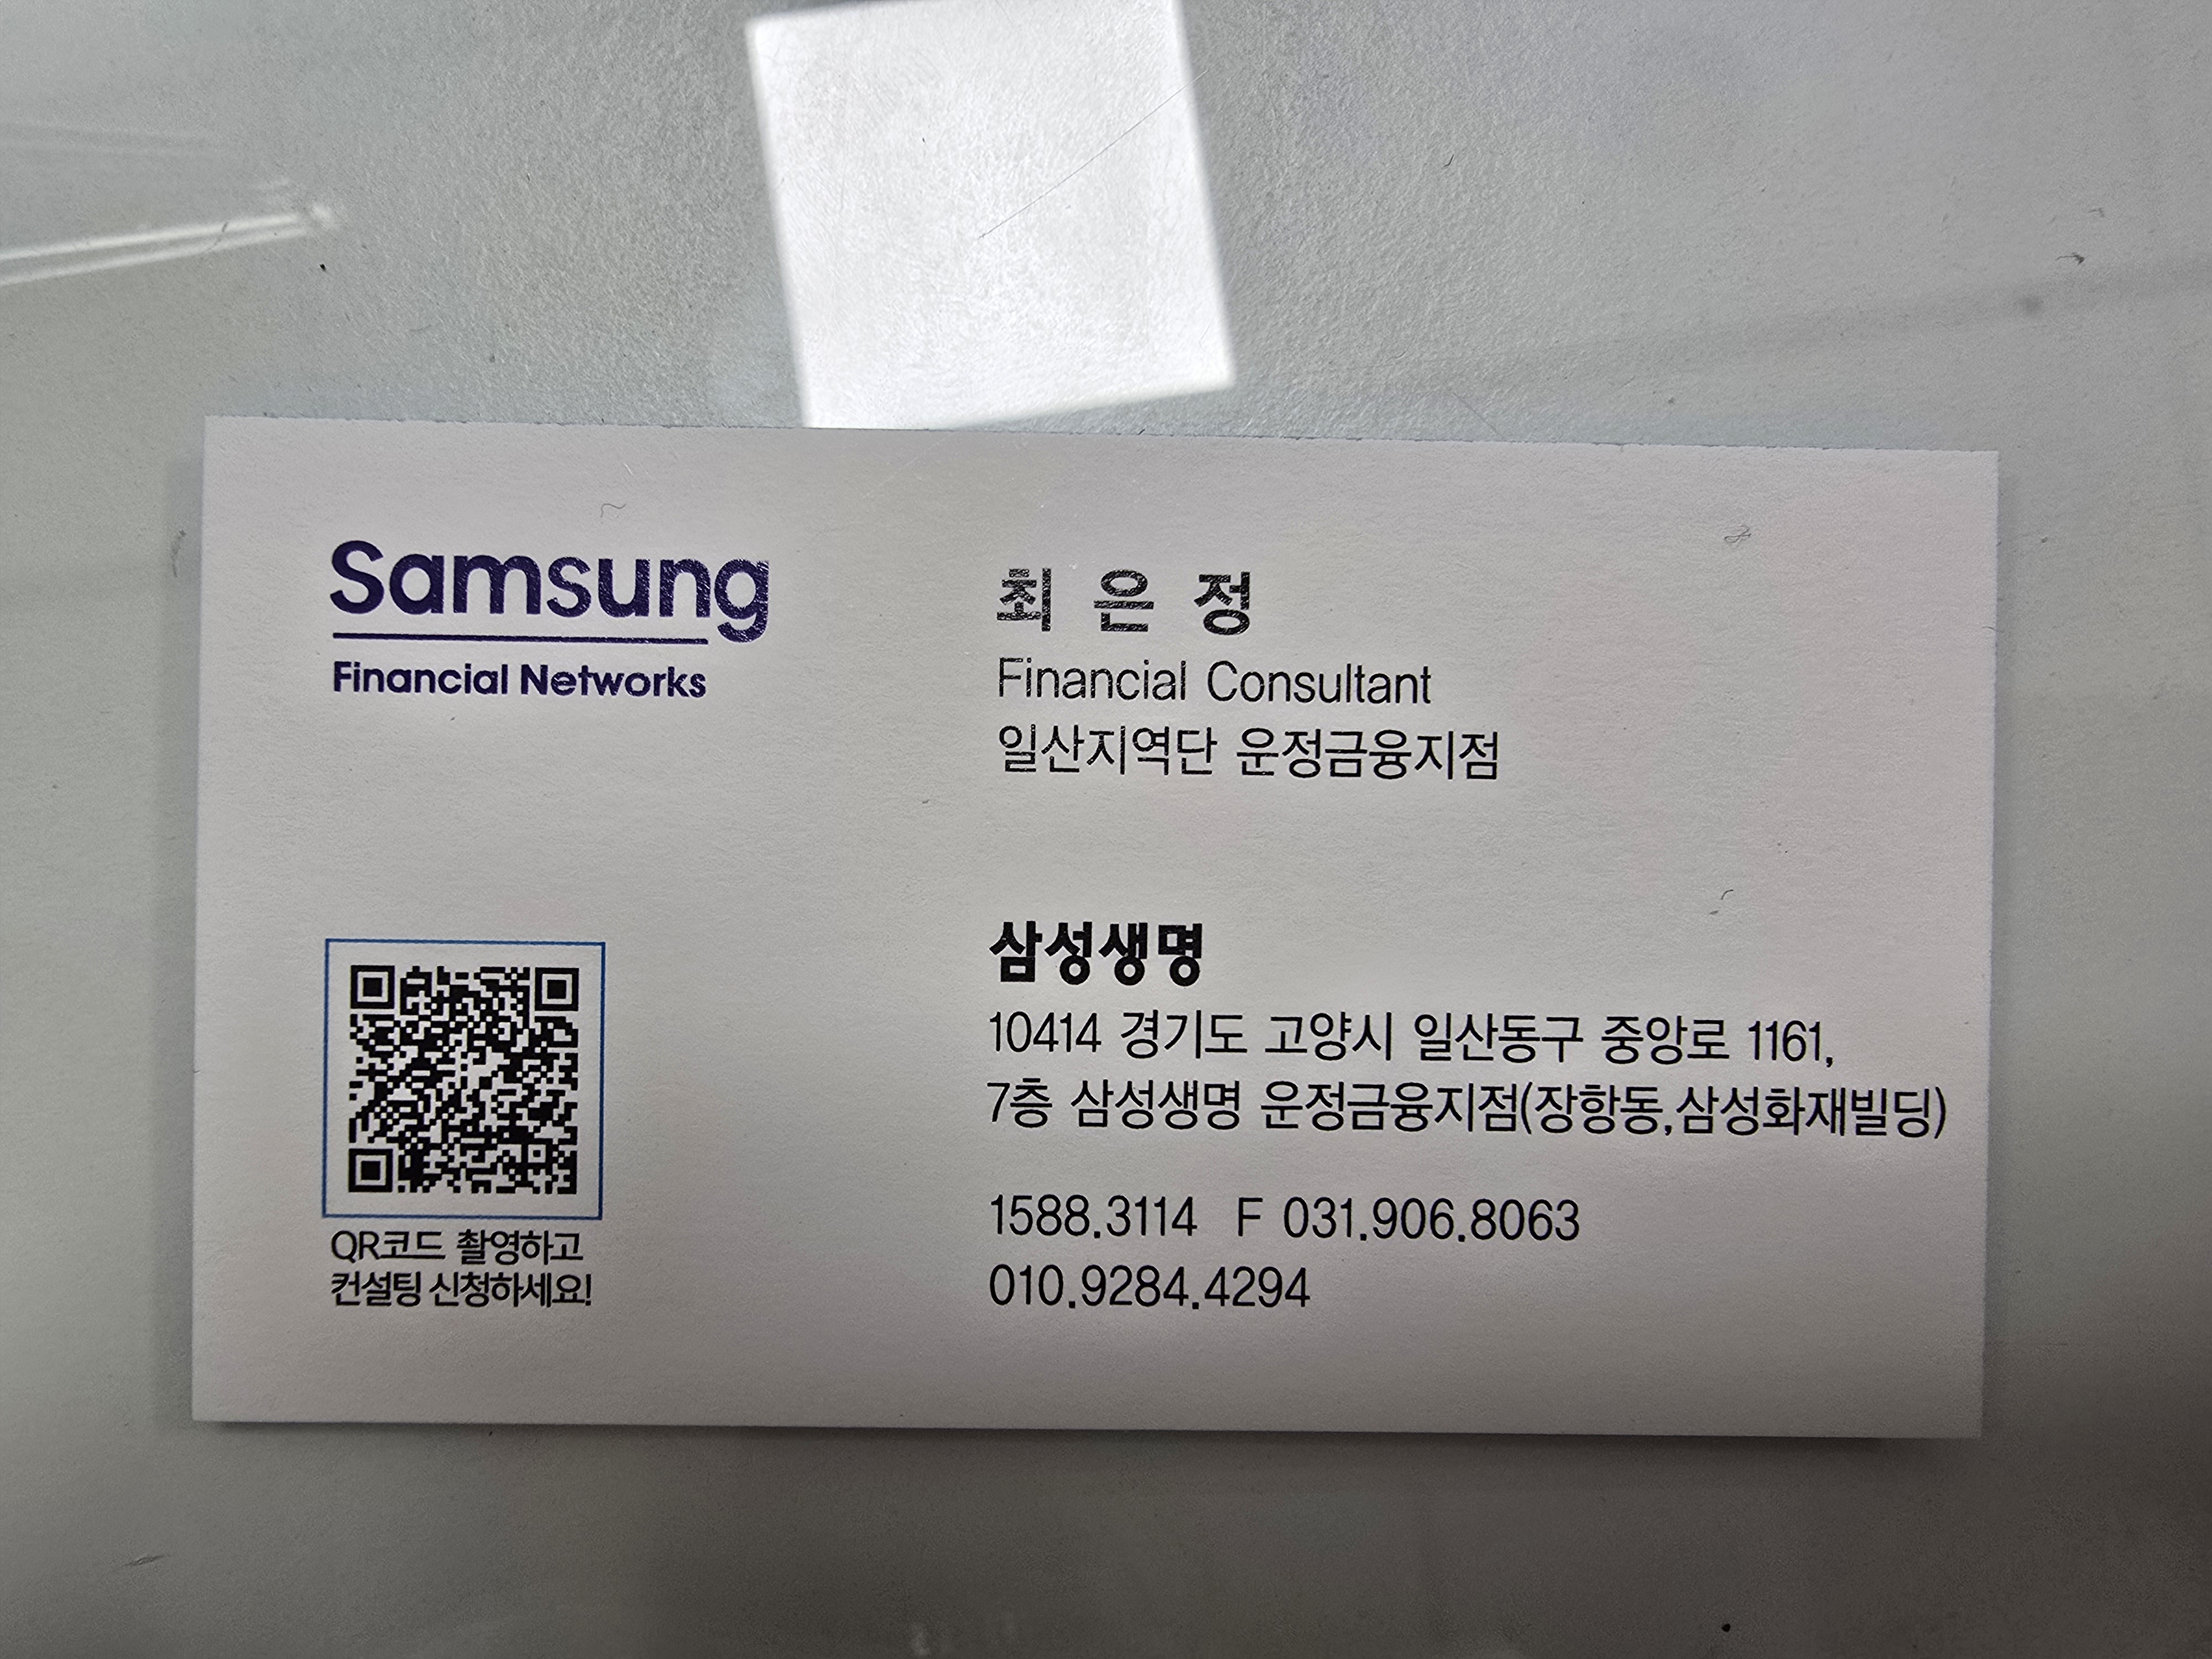 Samsung
Financial Networks
최은정
Financial Consultant
일산지역단 운정금융지점
삼성생명
10414 경기도 고양시 일산동구 중앙로 1161,
7층 삼성생명 운정금융지점(장항동,삼성화재빌딩)
1588.3114 F 031.906.8063
010.9284.4294
QR코드 촬영하고
컨설팅 신청하세요!